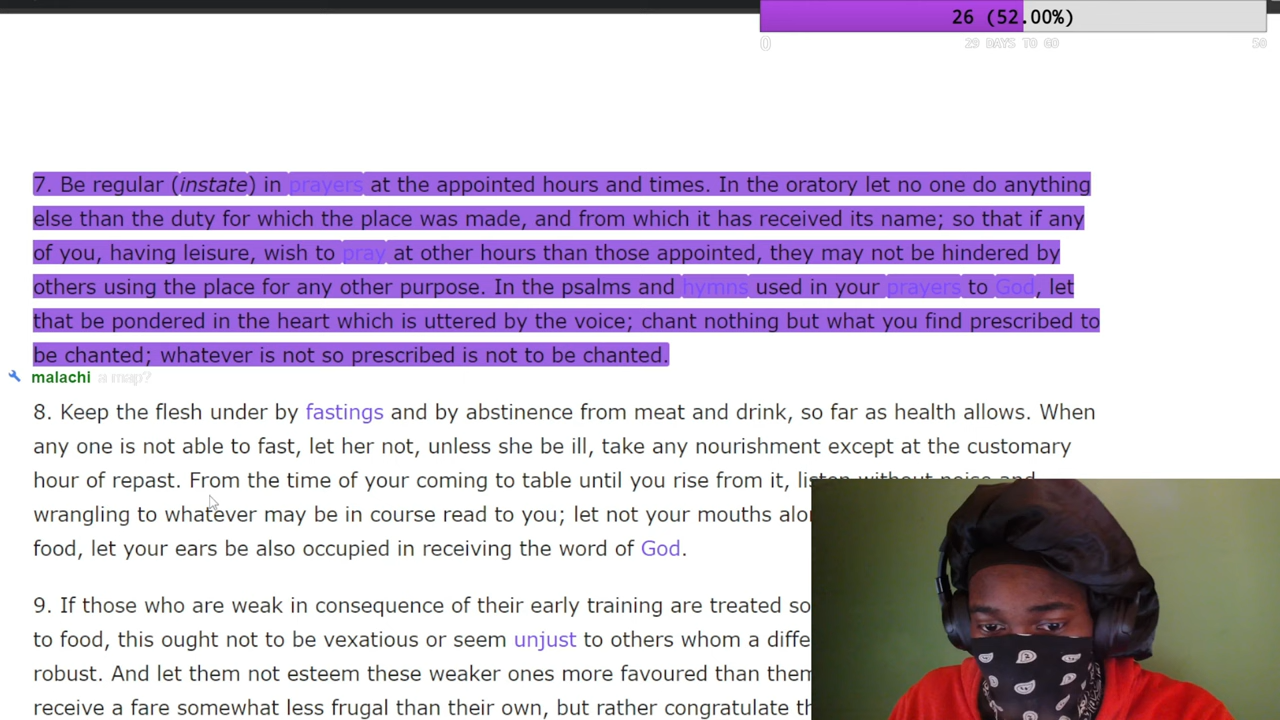 26 (52.00%)
0 29 DAYS TO GO 50
7. Be regular (instate) in prayers at the appointed hours and times. In the oratory let no one do anything
else than the duty for which the place was made, and from which it has received its name; so that if any
of you, having leisure, wish to pray at other hours than those appointed, they may not be hindered by
others using the place for any other purpose. In the psalms and hymns used in your prayers to God, let
that be pondered in the heart which is uttered by the voice; chant nothing but what you find prescribed to
be chanted; whatever is not so prescribed is not to be chanted.
malachi a map?
8. Keep the flesh under by fastings and by abstinence from meat and drink, so far as health allows. When
any one is not able to fast, let her not, unless she be ill, take any nourishment except at the customary
hour of repast. From the time of your coming to table until you rise from it, listen without noise and
wrangling to whatever may be in course read to you; let not your mouths
food, let your ears be also occupied in receiving the word of God.
9. If those who are weak in consequence of their early training are treated
to food, this ought not to be vexatious or seem unjust to others whom a
robust. And let them not esteem these weaker ones more favoured than
receive a fare somewhat less frugal than their own, but rather congratulate